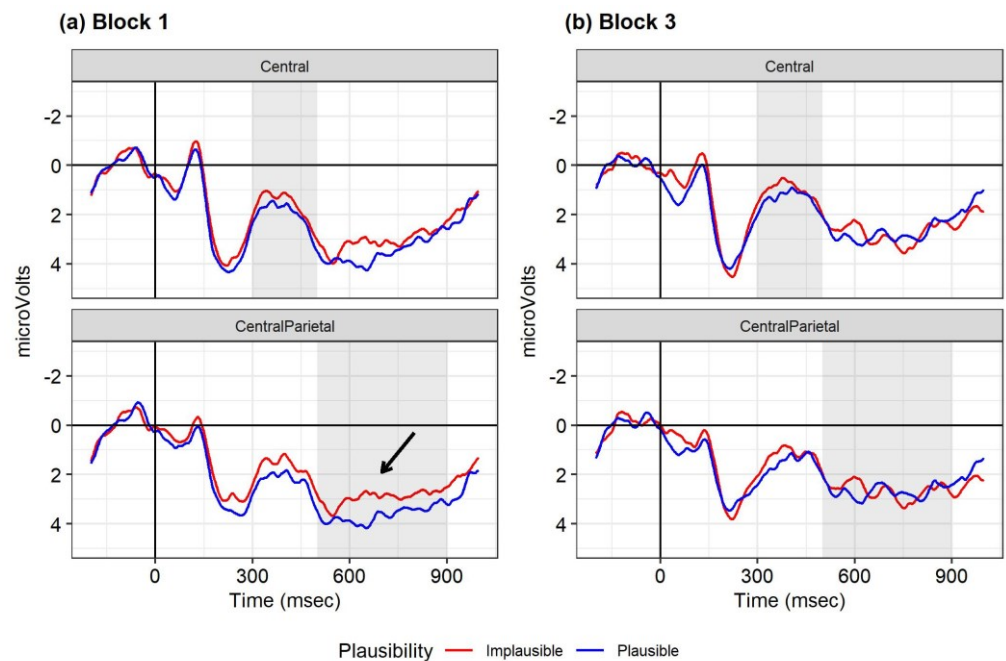 (a) Block 1
Central
-2
0
2
4
CentralParietal
-2
0
2
4
microVolts
0 300 600 900
Time (msec)
(b) Block 3
Central
-2
0
2
4
CentralParietal
-2
0
2
4
microVolts
0 300 600 900
Time (msec)
Plausibility Implausible Plausible